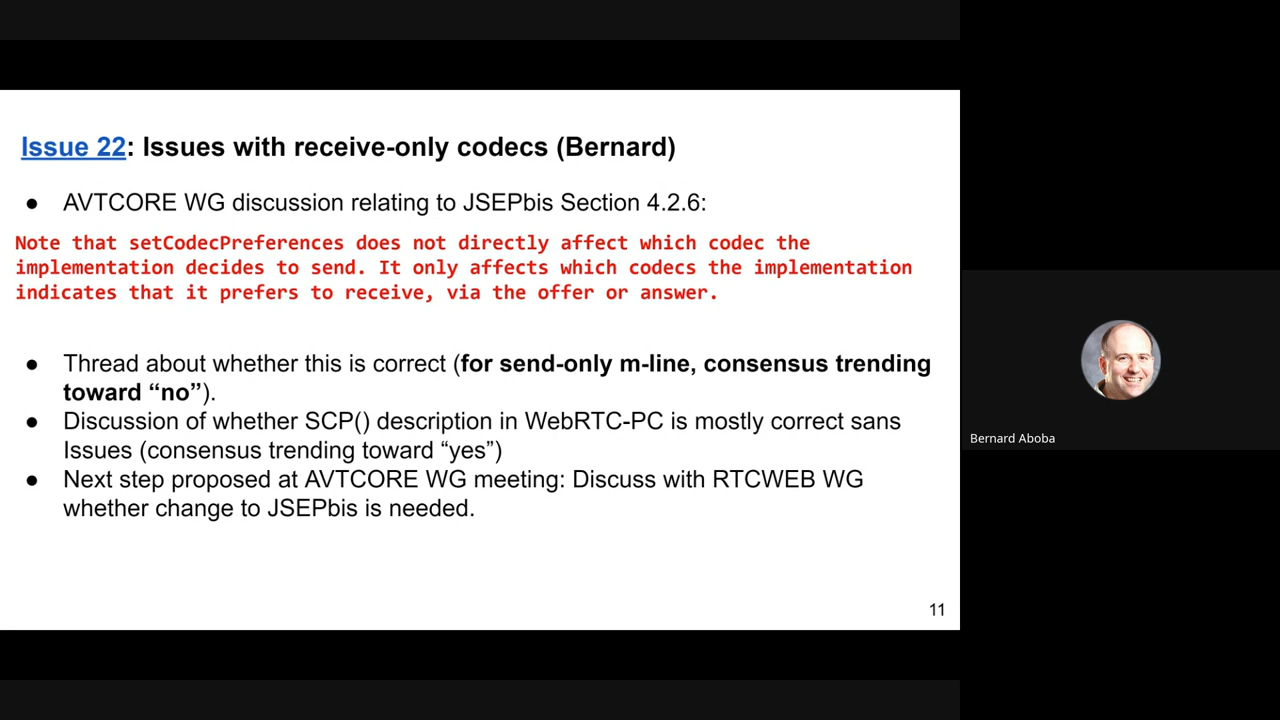 Issue 22: Issues with receive-only codecs (Bernard)
● AVTCORE WG discussion relating to JSEPbis Section 4.2.6:
Note that setCodecPreferences does not directly affect which codec the
implementation decides to send. It only affects which codecs the implementation
indicates that it prefers to receive, via the offer or answer.
● Thread about whether this is correct (for send-only m-line, consensus trending
toward “no”).
● Discussion of whether SCP() description in WebRTC-PC is mostly correct sans
Issues (consensus trending toward “yes”)
● Next step proposed at AVTCORE WG meeting: Discuss with RTCWEB WG
whether change to JSEPbis is needed.
11
Bernard Aboba